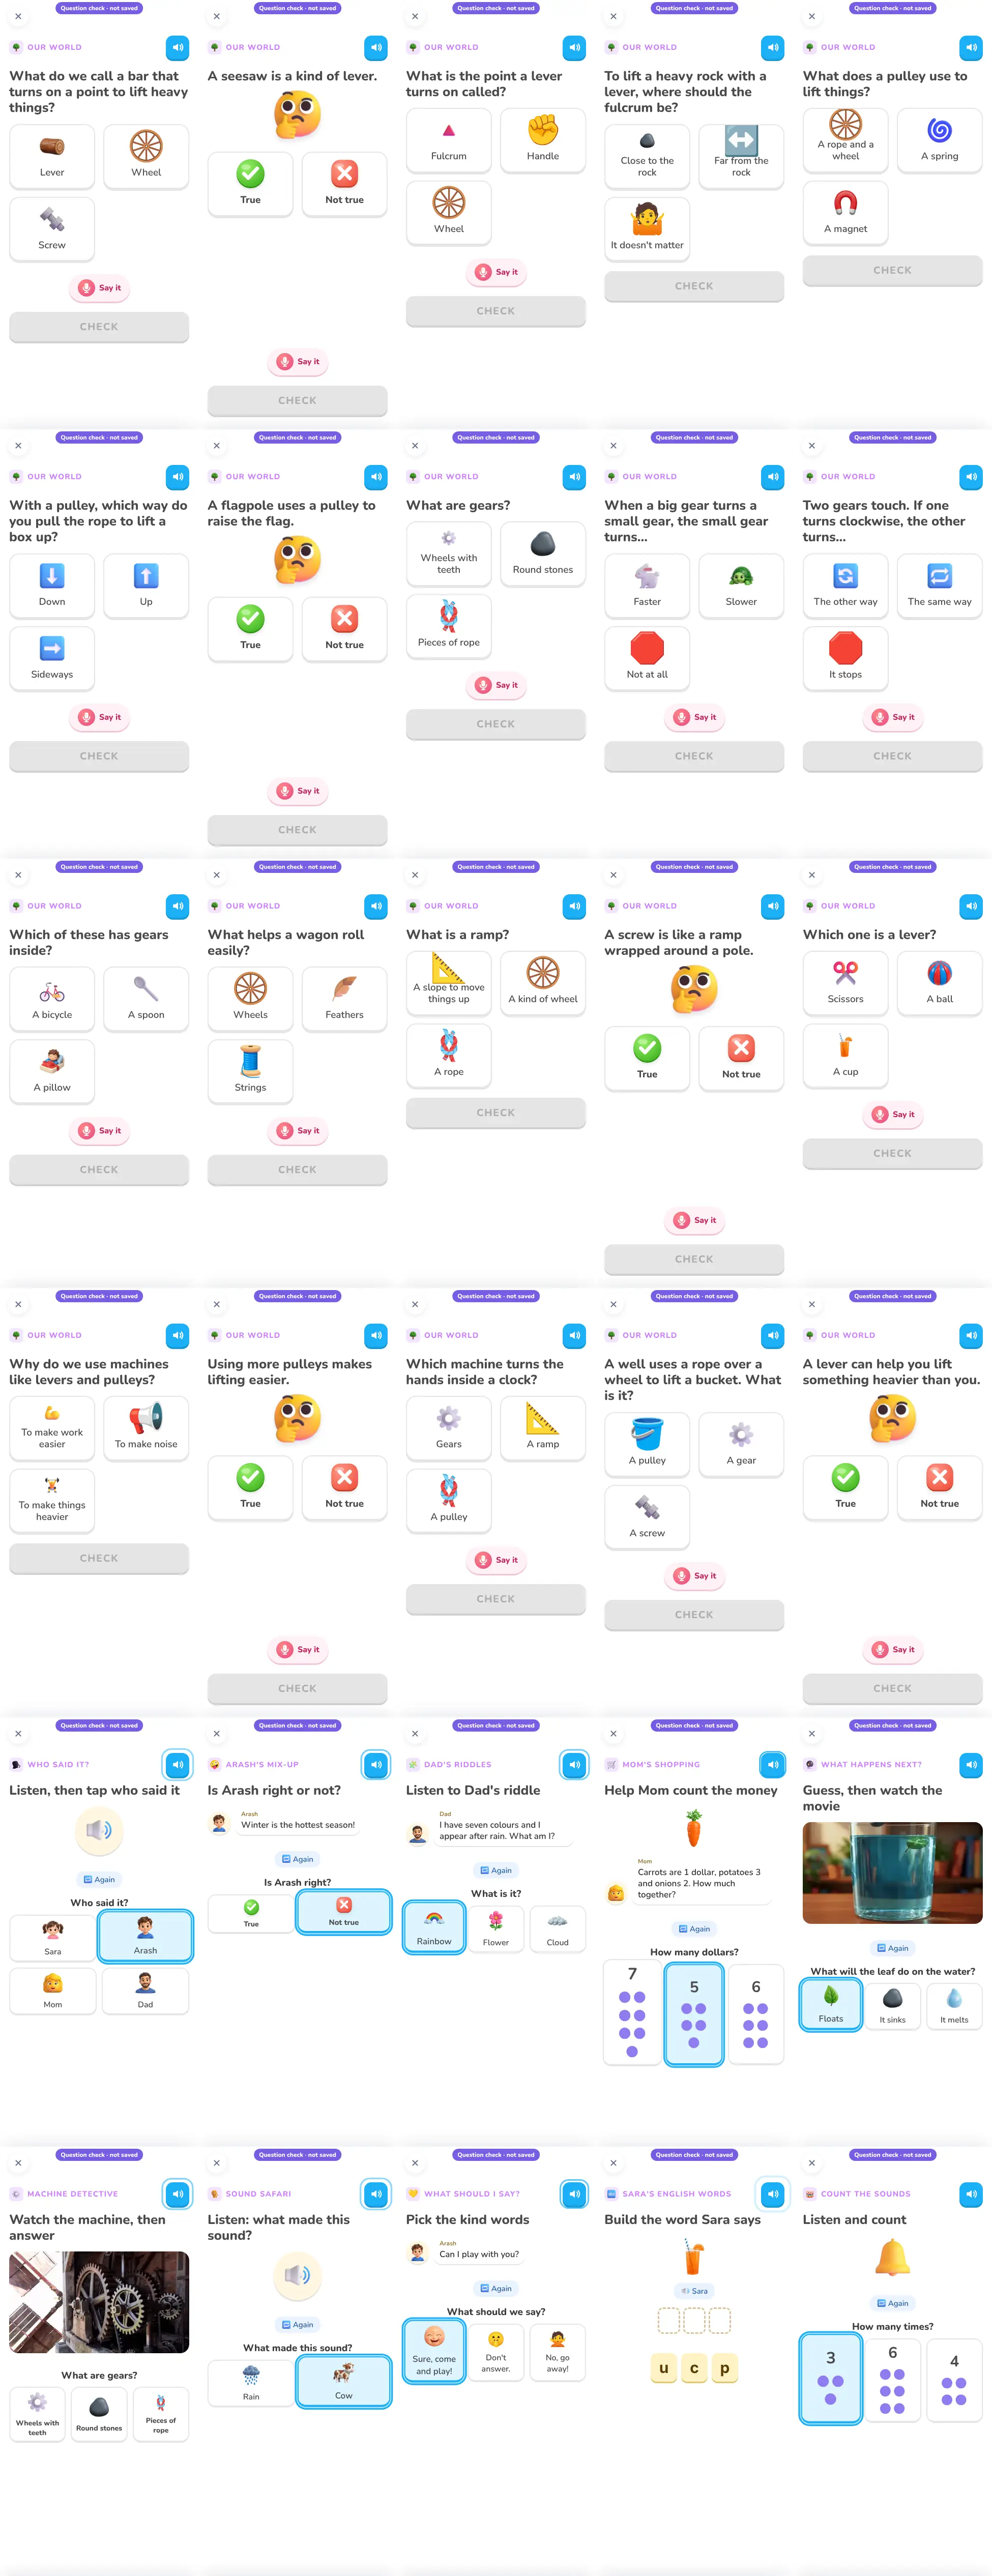 Question check · not saved
OUR WORLD
What do we call a bar that
turns on a point to lift heavy
things?
Lever
Wheel
Screw
Say it
CHECK
Question check · not saved
OUR WORLD
A seesaw is a kind of lever.
True
Not true
Say it
CHECK
Question check · not saved
OUR WORLD
What is the point a lever
turns on called?
Fulcrum
Handle
Wheel
Say it
CHECK
Question check · not saved
OUR WORLD
To lift a heavy rock with a
lever, where should the
fulcrum be?
Close to the
rock
Far from the
rock
It doesn't matter
CHECK
Question check · not saved
OUR WORLD
What does a pulley use to
lift things?
A rope and a
wheel
A spring
A magnet
CHECK
Question check · not saved
OUR WORLD
With a pulley, which way do
you pull the rope to lift a
box up?
Down
Up
Sideways
Say it
CHECK
Question check · not saved
OUR WORLD
A flagpole uses a pulley to
raise the flag.
True
Not true
Say it
CHECK
Question check · not saved
OUR WORLD
What are gears?
Wheels with
teeth
Round stones
Pieces of rope
Say it
CHECK
Question check · not saved
OUR WORLD
When a big gear turns a
small gear, the small gear
turns...
Faster
Slower
Not at all
Say it
CHECK
Question check · not saved
OUR WORLD
Two gears touch. If one
turns clockwise, the other
turns...
The other way
The same way
It stops
Say it
CHECK
Question check · not saved
OUR WORLD
Which of these has gears
inside?
A bicycle
A spoon
A pillow
Say it
CHECK
Question check · not saved
OUR WORLD
What helps a wagon roll
easily?
Wheels
Feathers
Strings
Say it
CHECK
Question check · not saved
OUR WORLD
What is a ramp?
A slope to move
things up
A kind of wheel
A rope
CHECK
Question check · not saved
OUR WORLD
A screw is like a ramp
wrapped around a pole.
True
Not true
Say it
CHECK
Question check · not saved
OUR WORLD
Which one is a lever?
Scissors
A ball
A cup
Say it
CHECK
Question check · not saved
OUR WORLD
Why do we use machines
like levers and pulleys?
To make work
easier
To make noise
To make things
heavier
CHECK
Question check · not saved
OUR WORLD
Using more pulleys makes
lifting easier.
True
Not true
Say it
CHECK
Question check · not saved
OUR WORLD
Which machine turns the
hands inside a clock?
Gears
A ramp
A pulley
Say it
CHECK
Question check · not saved
OUR WORLD
A well uses a rope over a
wheel to lift a bucket. What
is it?
A pulley
A gear
A screw
Say it
CHECK
Question check · not saved
OUR WORLD
A lever can help you lift
something heavier than you.
True
Not true
Say it
CHECK
Question check · not saved
WHO SAID IT?
Listen, then tap who said it
Again
Who said it?
Sara
Arash
Mom
Dad
Question check · not saved
ARASH'S MIX-UP
Is Arash right or not?
Arash
Winter is the hottest season!
Again
Is Arash right?
True
Not true
Question check · not saved
DAD'S RIDDLES
Listen to Dad's riddle
Dad
I have seven colours and I
appear after rain. What am I?
Again
What is it?
Rainbow
Flower
Cloud
Question check · not saved
MOM'S SHOPPING
Help Mom count the money
Mom
Carrots are 1 dollar, potatoes 3
and onions 2. How much
together?
Again
How many dollars?
7
5
6
Question check · not saved
WHAT HAPPENS NEXT?
Guess, then watch the
movie
Again
What will the leaf do on the water?
Floats
It sinks
It melts
Question check · not saved
MACHINE DETECTIVE
Watch the machine, then
answer
What are gears?
Wheels with
teeth
Round stones
Pieces of
rope
Question check · not saved
SOUND SAFARI
Listen: what made this
sound?
Again
What made this sound?
Rain
Cow
Question check · not saved
WHAT SHOULD I SAY?
Pick the kind words
Arash
Can I play with you?
Again
What should we say?
Sure, come
and play!
Don't
answer.
No, go
away!
Question check · not saved
SARA'S ENGLISH WORDS
Build the word Sara says
Sara
u c p
Question check · not saved
COUNT THE SOUNDS
Listen and count
Again
How many times?
3
6
4